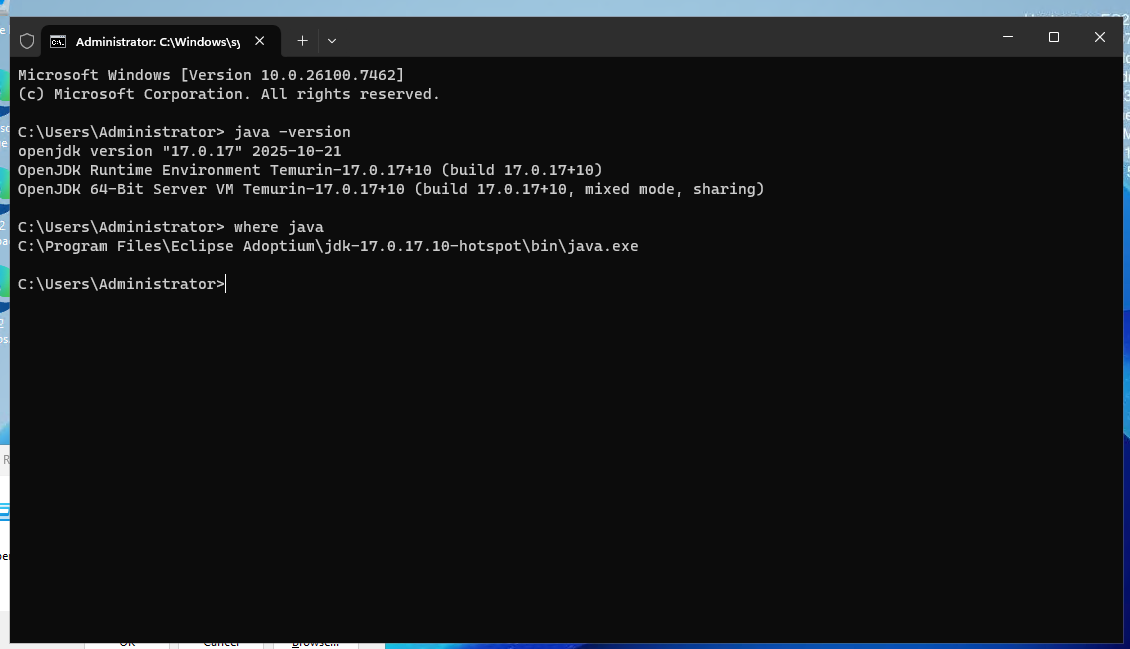 Administrator: C:\Windows\sy
Microsoft Windows [Version 10.0.26100.7462]
(c) Microsoft Corporation. All rights reserved.
C:\Users\Administrator> java -version
openjdk version "17.0.17" 2025-10-21
OpenJDK Runtime Environment Temurin-17.0.17+10 (build 17.0.17+10)
OpenJDK 64-Bit Server VM Temurin-17.0.17+10 (build 17.0.17+10, mixed mode, sharing)
C:\Users\Administrator> where java
C:\Program Files\Eclipse Adoptium\jdk-17.0.17.10-hotspot\bin\java.exe
C:\Users\Administrator>
OK Cancel Browse...